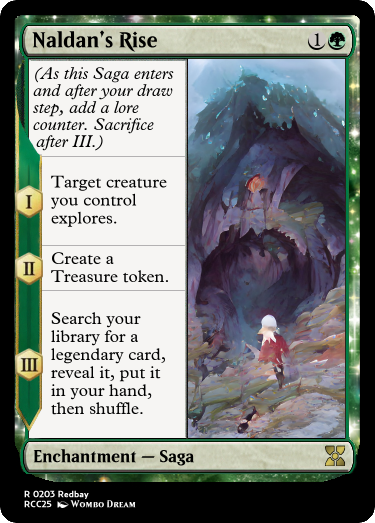 Naldan's Rise 1
(As this Saga enters
and after your draw
step, add a lore
counter. Sacrifice
after III.)
I
Target creature
you control
explores.
II
Create a
Treasure token.
III
Search your
library for a
legendary card,
reveal it, put it
in your hand,
then shuffle.
Enchantment — Saga
R 0203 Redbay
RCC25 Wombo Dream